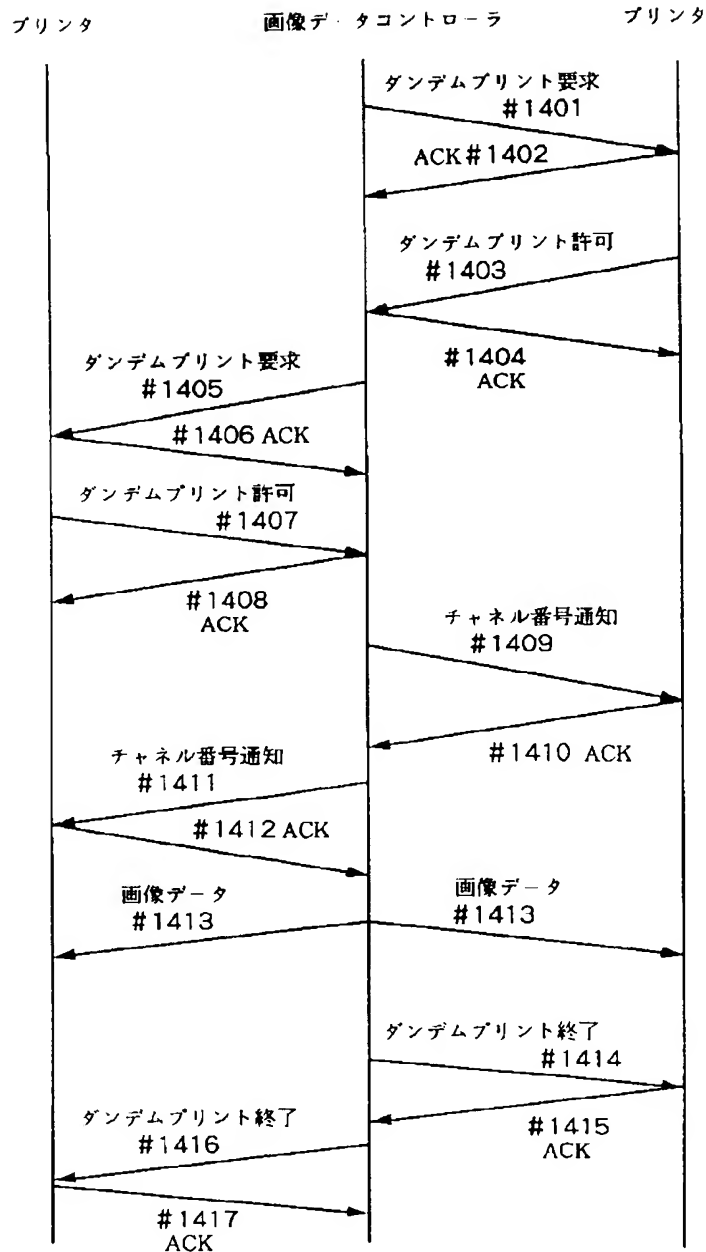 プリンタ 画像データコントローラ プリンタ
ダンデムプリント要求
#1401
ACK#1402
ダンデムプリント許可
#1403
#1404
ACK
ダンデムプリント要求
#1405
#1406 ACK
ダンデムプリント許可
#1407
#1408
ACK
チャネル番号通知
#1409
#1410 ACK
チャネル番号通知
#1411
#1412 ACK
画像データ
#1413
画像データ
#1413
ダンデムプリント終了
#1414
#1415
ACK
ダンデムプリント終了
#1416
#1417
ACK